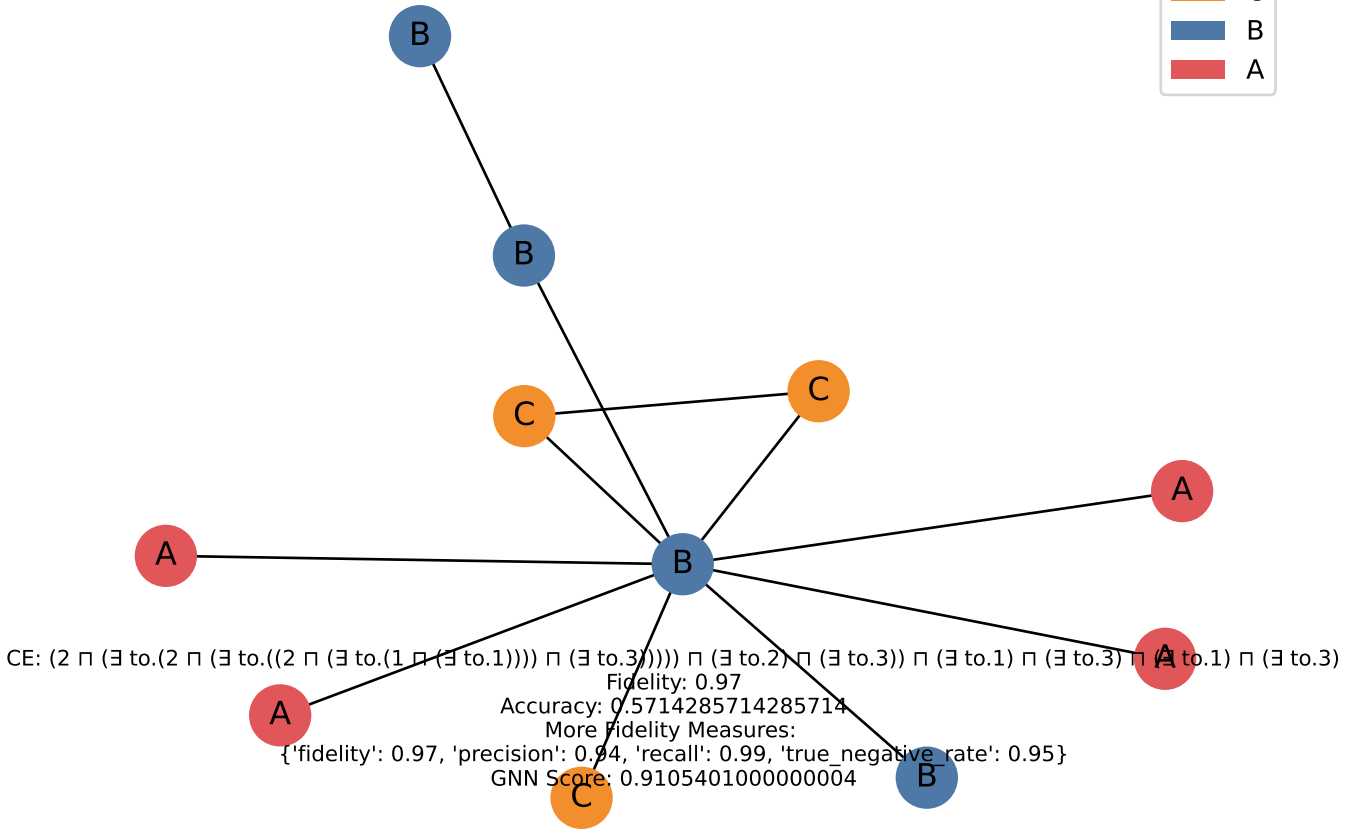 B
B
A
B
C
C
A
A
B
CE: (2 ⊓ (∃ to.(2 ⊓ (∃ to.((2 ⊓ (∃ to.(1 ⊓ (∃ to.1)))) ⊓ (∃ to.3))))) ⊓ (∃ to.2) ⊓ (∃ to.3)) ⊓ (∃ to.1) ⊓ (∃ to.3) ⊓ (∃ to.1) ⊓ (∃ to.3)
A
Fidelity: 0.97
Accuracy: 0.5714285714285714
A
More Fidelity Measures:
{'fidelity': 0.97, 'precision': 0.94, 'recall': 0.99, 'true_negative_rate': 0.95}
B
GNN Score: 0.9105401000000004
C